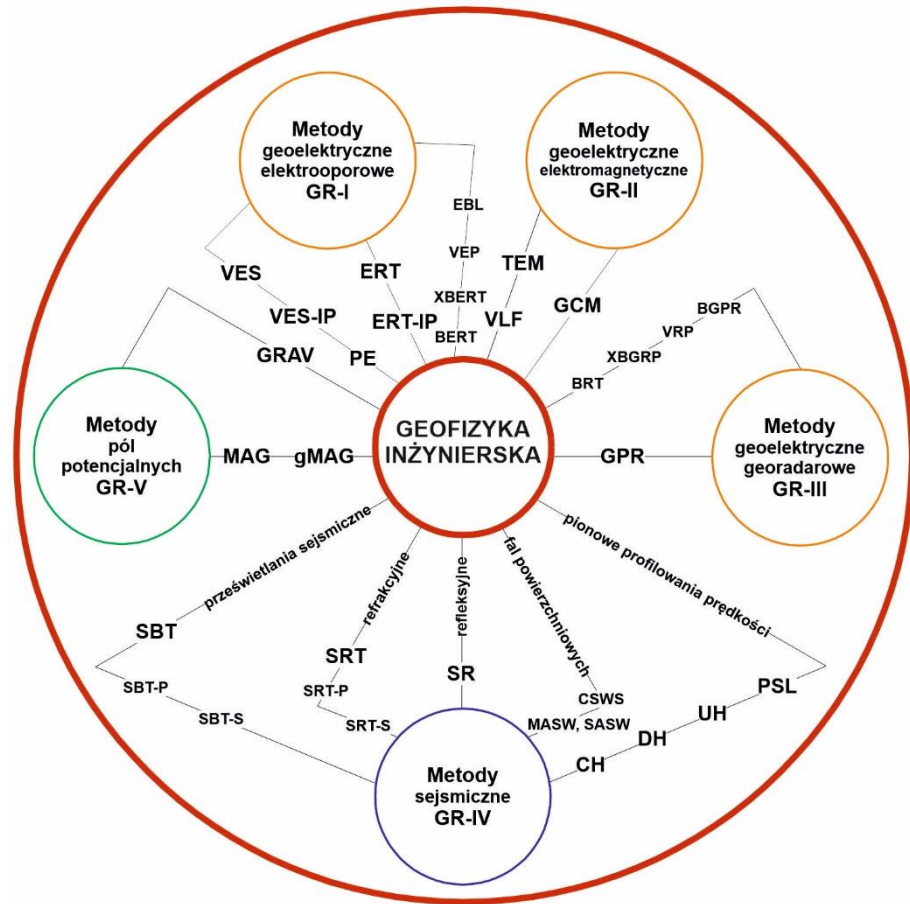 Metody
geoelektryczne
elektrooporowe
GR-I
Metody
geoelektryczne
elektromagnetyczne
GR-II
EBL
VEP
XBERT
BERT
VES
VES-IP
PE
ERT
ERT-IP
TEM
VLF
GCM
BGPR
VRP
XBGRP
BRT
GRAV
Metody
pól
potencjalnych
GR-V
MAG gMAG
GEOFIZYKA
INŻYNIERSKA
GPR
Metody
geoelektryczne
georadarowe
GR-III
prześwietlania sejsmiczne
SBT
SBT-P
SBT-S
refrakcyjne
SRT
SRT-P
SRT-S
refleksyjne
SR
fal powierzchniowych
CSWS
MASW, SASW
pionowe profilowania prędkości
PSL
UH
DH
CH
Metody
sejsmiczne
GR-IV